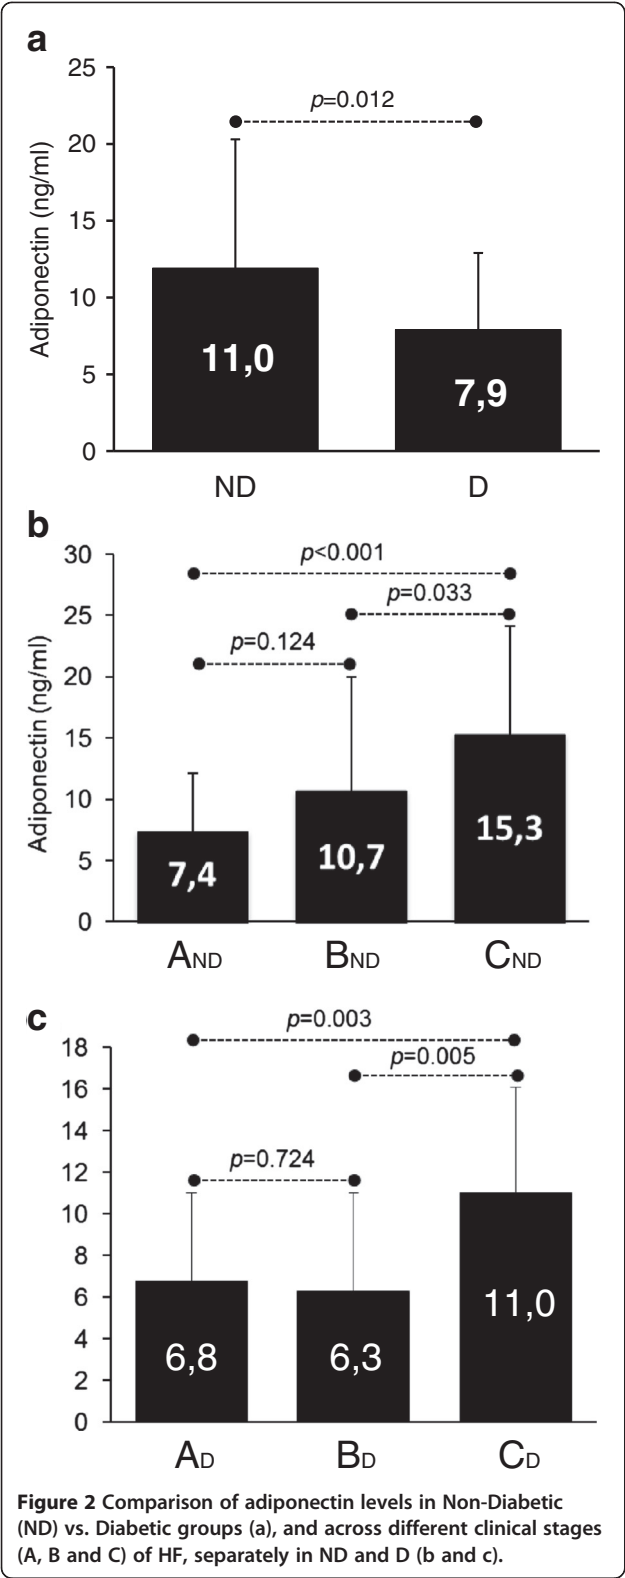 a
25
p=0.012
20
15
10
5
0
Adiponectin (ng/ml)
11,0
7,9
ND
D
b
30
p<0.001
25
p=0.033
20
p=0.124
15
10
5
0
Adiponectin (ng/ml)
7,4
10,7
15,3
AND
BND
CND
c
p=0.003
18
p=0.005
16
14
12
p=0.724
10
8
6
4
2
0
6,8
6,3
11,0
AD
BD
CD
Figure 2 Comparison of adiponectin levels in Non-Diabetic
(ND) vs. Diabetic groups (a), and across different clinical stages
(A, B and C) of HF, separately in ND and D (b and c).